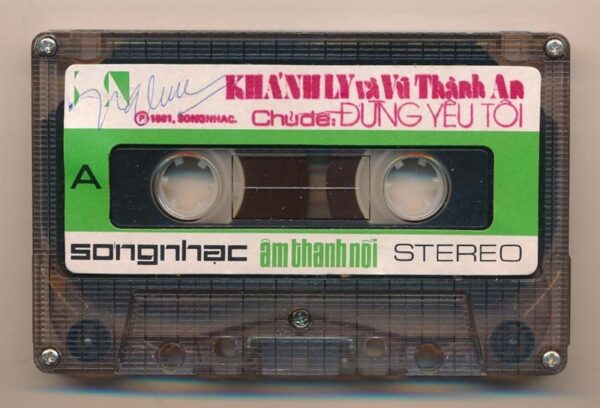 KHÁNH LY và Vũ Thành An
Ⓟ 1981, SONGNHẠC. Chủ đề: ĐỪNG YÊU TÔI
A
songnhạc âm thanh nổi STEREO